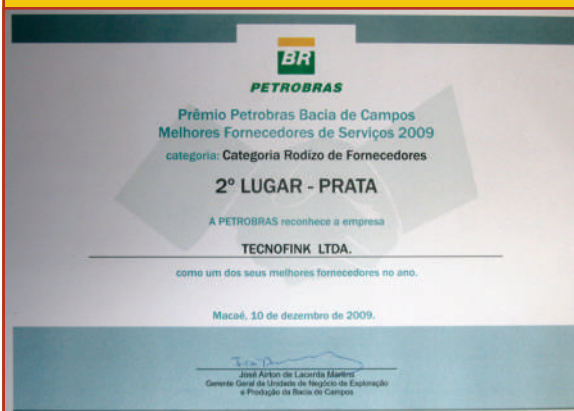 BR
PETROBRAS
Prêmio Petrobras Bacia de Campos
Melhores Fornecedores de Serviços 2009
categoria: Categoria Rodizo de Fornecedores
2º LUGAR - PRATA
A PETROBRAS reconhece a empresa
TECNOFINK LTDA.
como um dos seus melhores fornecedores no ano.
Macaé, 10 de dezembro de 2009.
José Airton de Lacerda Martins
Gerente Geral da Unidade de Negócio de Exploração
e Produção da Bacia de Campos